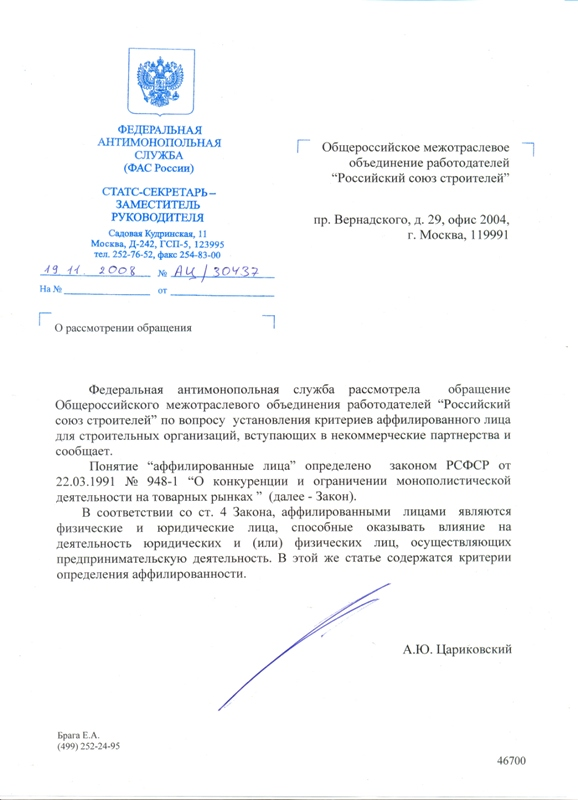 ФЕДЕРАЛЬНАЯ
АНТИМОНОПОЛЬНАЯ
СЛУЖБА
(ФАС России)
СТАТС-СЕКРЕТАРЬ –
ЗАМЕСТИТЕЛЬ
РУКОВОДИТЕЛЯ
Садовая Кудринская, 11
Москва, Д-242, ГСП-5, 123995
тел. 252-76-52, факс 254-83-00
19 11. 2008 № АЦ/30437
На № от
Общероссийское межотраслевое
объединение работодателей
“Российский союз строителей”
пр. Вернадского, д. 29, офис 2004,
г. Москва, 119991
О рассмотрении обращения
Федеральная антимонопольная служба рассмотрела обращение
Общероссийского межотраслевого объединения работодателей “Российский
союз строителей” по вопросу установления критериев аффилированного лица
для строительных организаций, вступающих в некоммерческие партнерства и
сообщает.
Понятие “аффилированные лица” определено законом РСФСР от
22.03.1991 № 948-1 “О конкуренции и ограничении монополистической
деятельности на товарных рынках ” (далее - Закон).
В соответствии со ст. 4 Закона, аффилированными лицами являются
физические и юридические лица, способные оказывать влияние на
деятельность юридических и (или) физических лиц, осуществляющих
предпринимательскую деятельность. В этой же статье содержатся критерии
определения аффилированности.
А.Ю. Цариковский
Брага Е.А.
(499) 252-24-95
46700